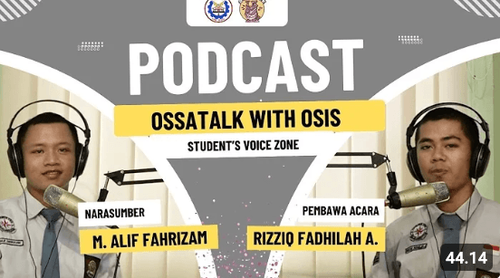 PODCAST
OSSATALK WITH OSIS
STUDENT'S VOICE ZONE
NARASUMBER
M. ALIF FAHRIZAM
PEMBAWA ACARA
RIZZIQ FADHILAH A.
44.14